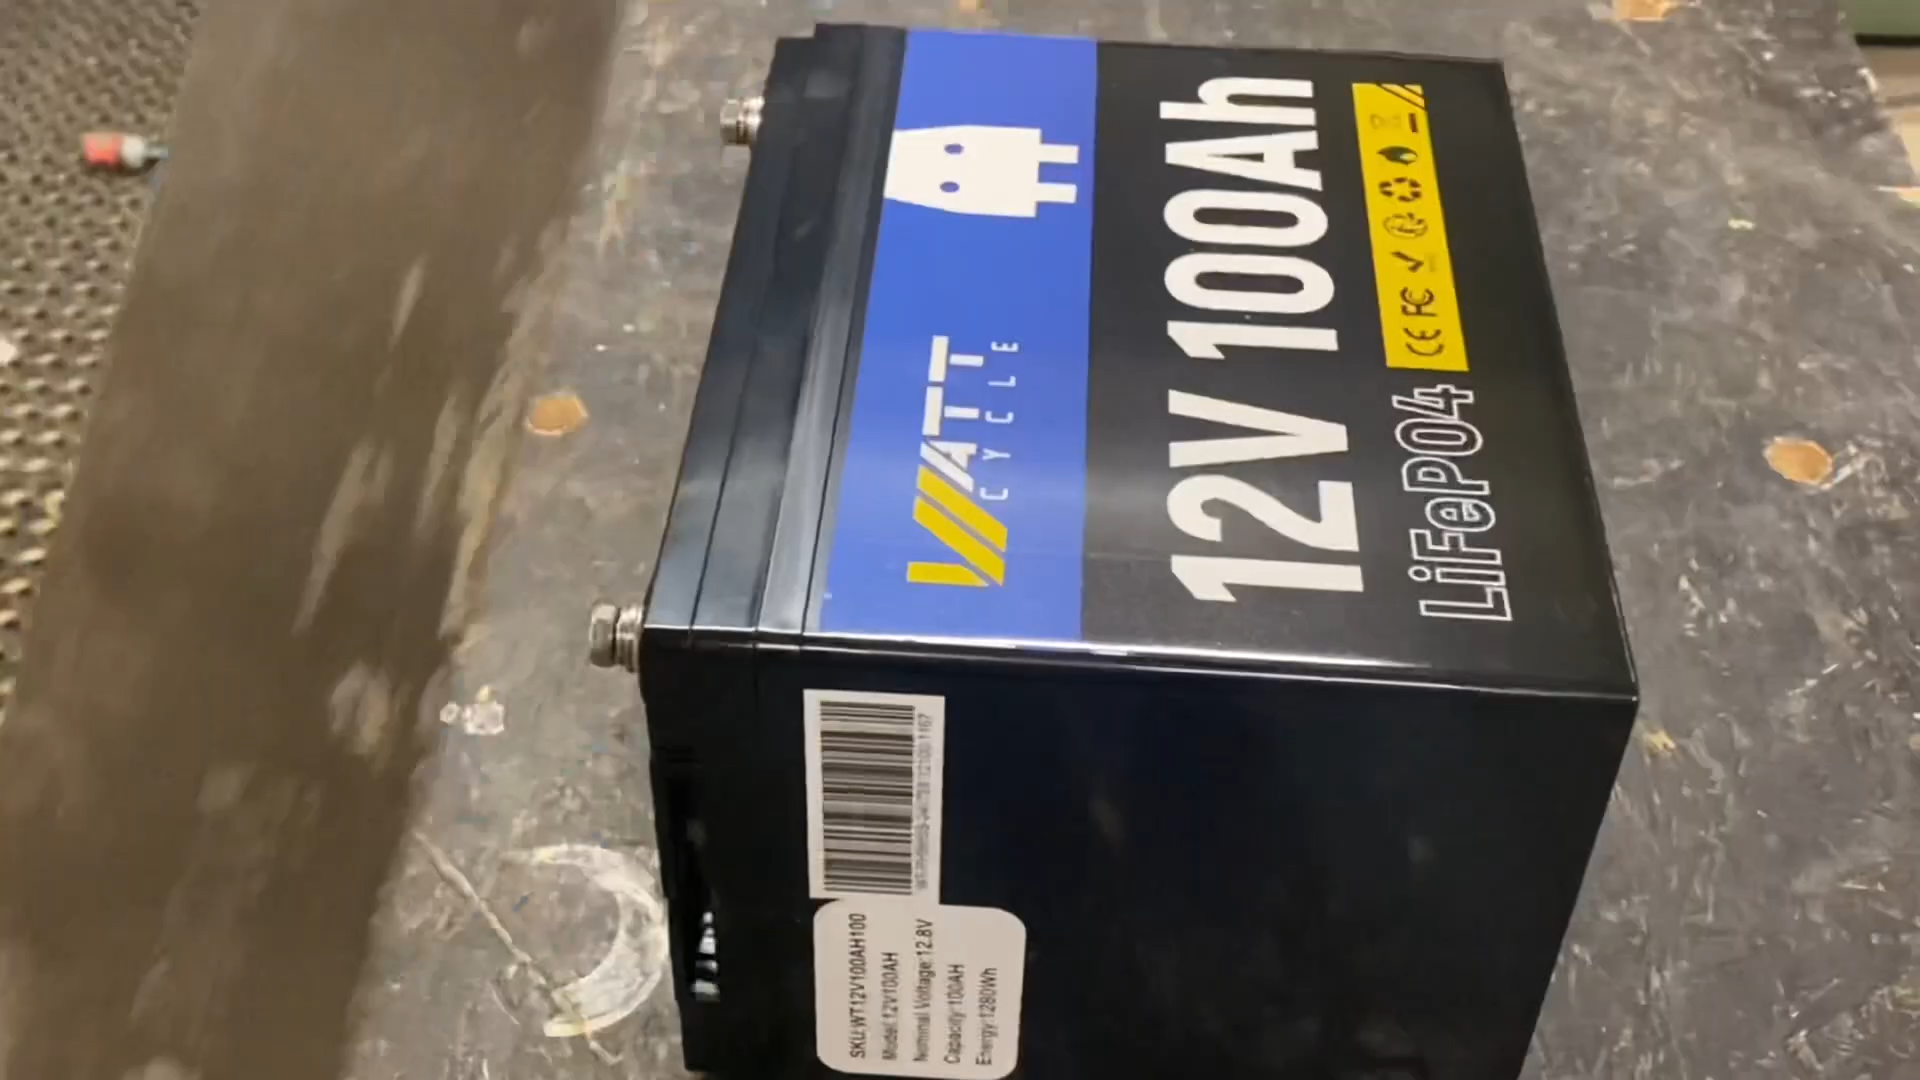 WATT
CYCLE
12V 100Ah
LiFePO4
CE FC
SKU:WT12V100AH100
Model:12V100AH
Nominal Voltage:12.8V
Capacity:100AH
Energy:1280Wh